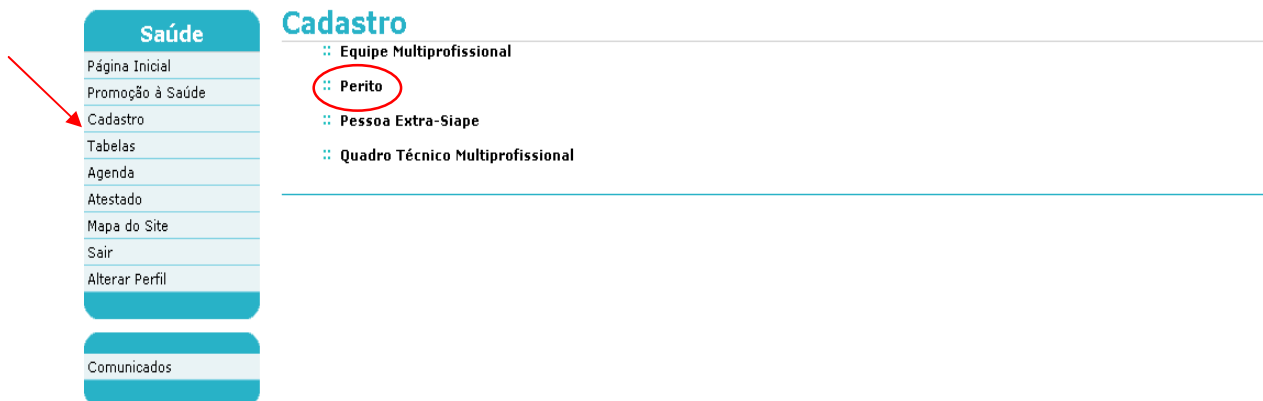 Saúde
Página Inicial
Promoção à Saúde
Cadastro
Tabelas
Agenda
Atestado
Mapa do Site
Sair
Alterar Perfil
Comunicados
Cadastro
:: Equipe Multiprofissional
:: Perito
:: Pessoa Extra-Siape
:: Quadro Técnico Multiprofissional